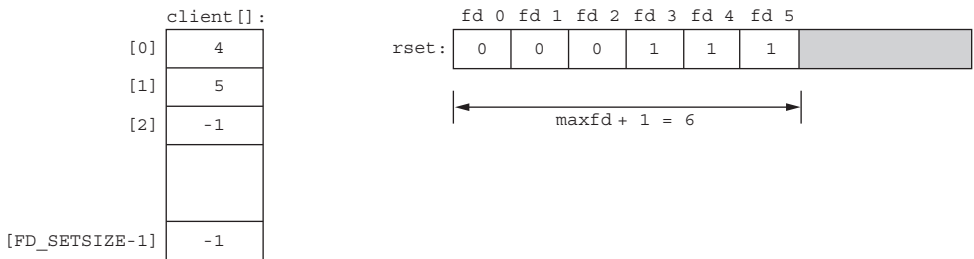 client[]:
[0] 4
[1] 5
[2] -1
[FD_SETSIZE-1] -1
fd 0 fd 1 fd 2 fd 3 fd 4 fd 5
rset: 0 0 0 1 1 1
maxfd + 1 = 6